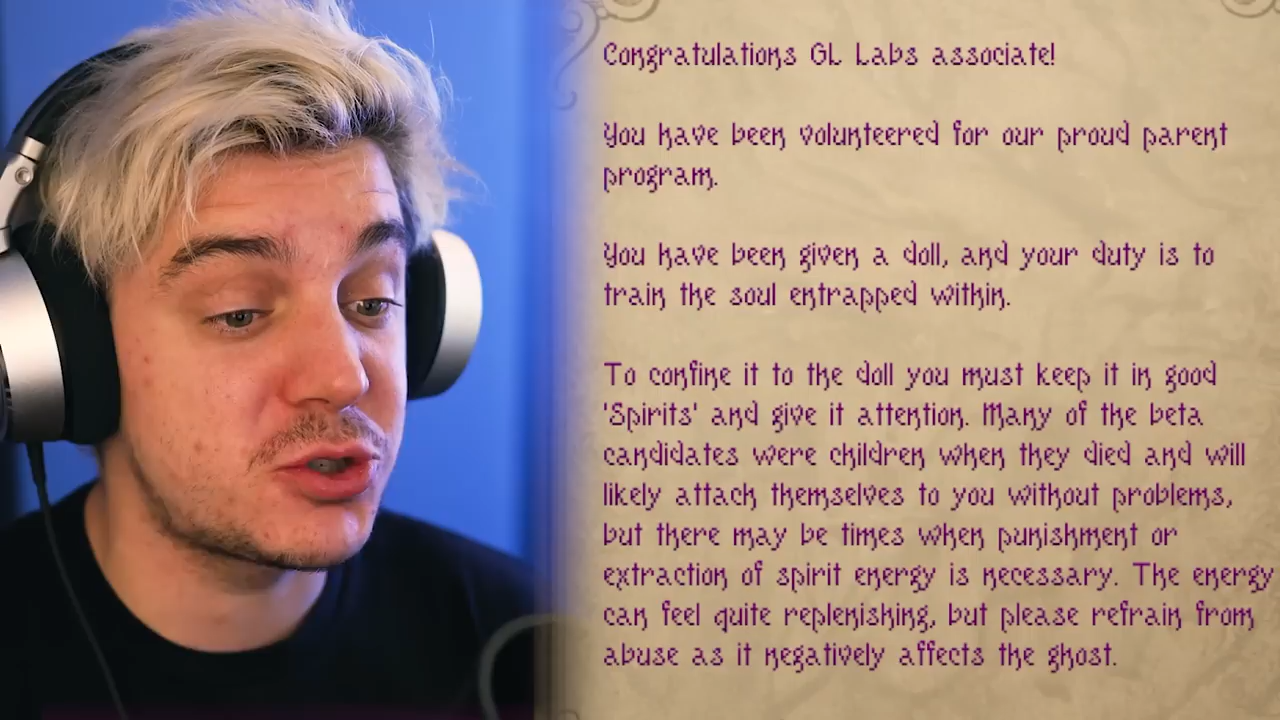 Congratulations GL Labs associate!
You have been volunteered for our proud parent
program.
You have been given a doll, and your duty is to
train the soul entrapped within.
To confine it to the doll you must keep it in good
'Spirits' and give it attention. Many of the beta
candidates were children when they died and will
likely attack themselves to you without problems,
but there may be times when punishment or
extraction of spirit energy is necessary. The energy
can feel quite replenishing, but please refrain from
abuse as it negatively affects the ghost.